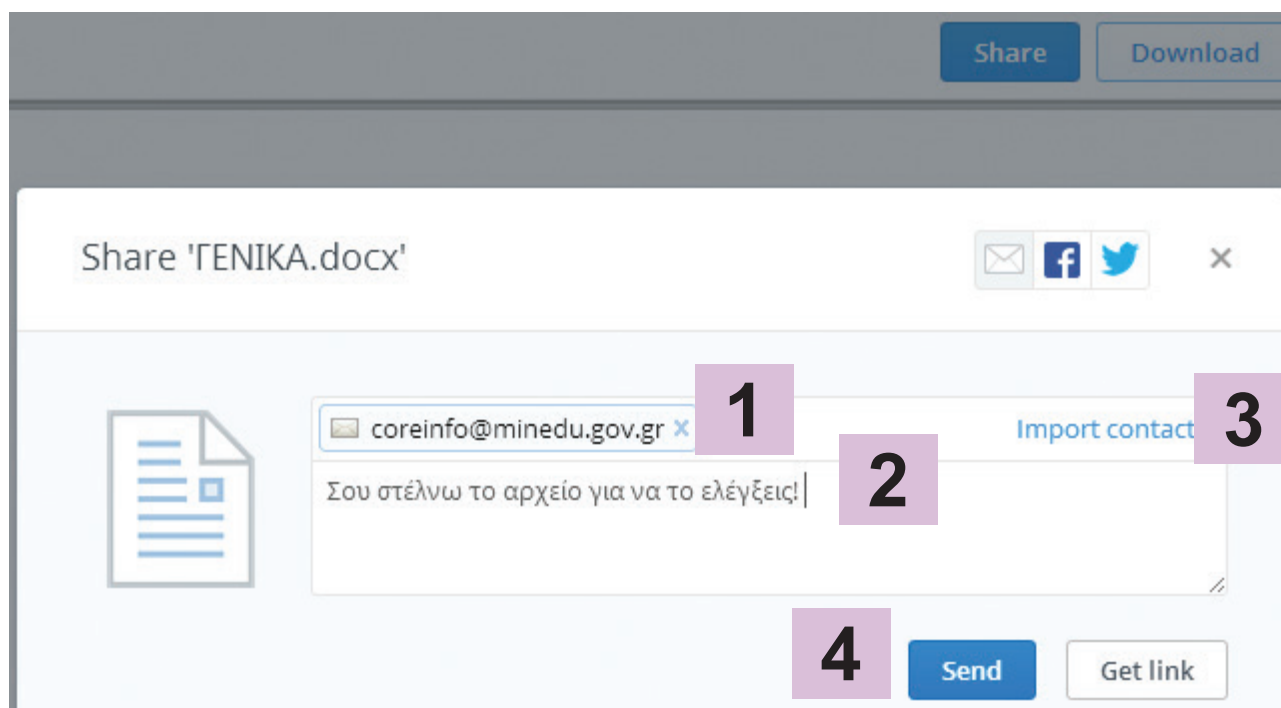 Share Download
Share 'ΓΕΝΙΚΑ.docx'
coreinfo@minedu.gov.gr 1 Import contact 3
Σου στέλνω το αρχείο για να το ελέγξεις! 2
4 Send Get link